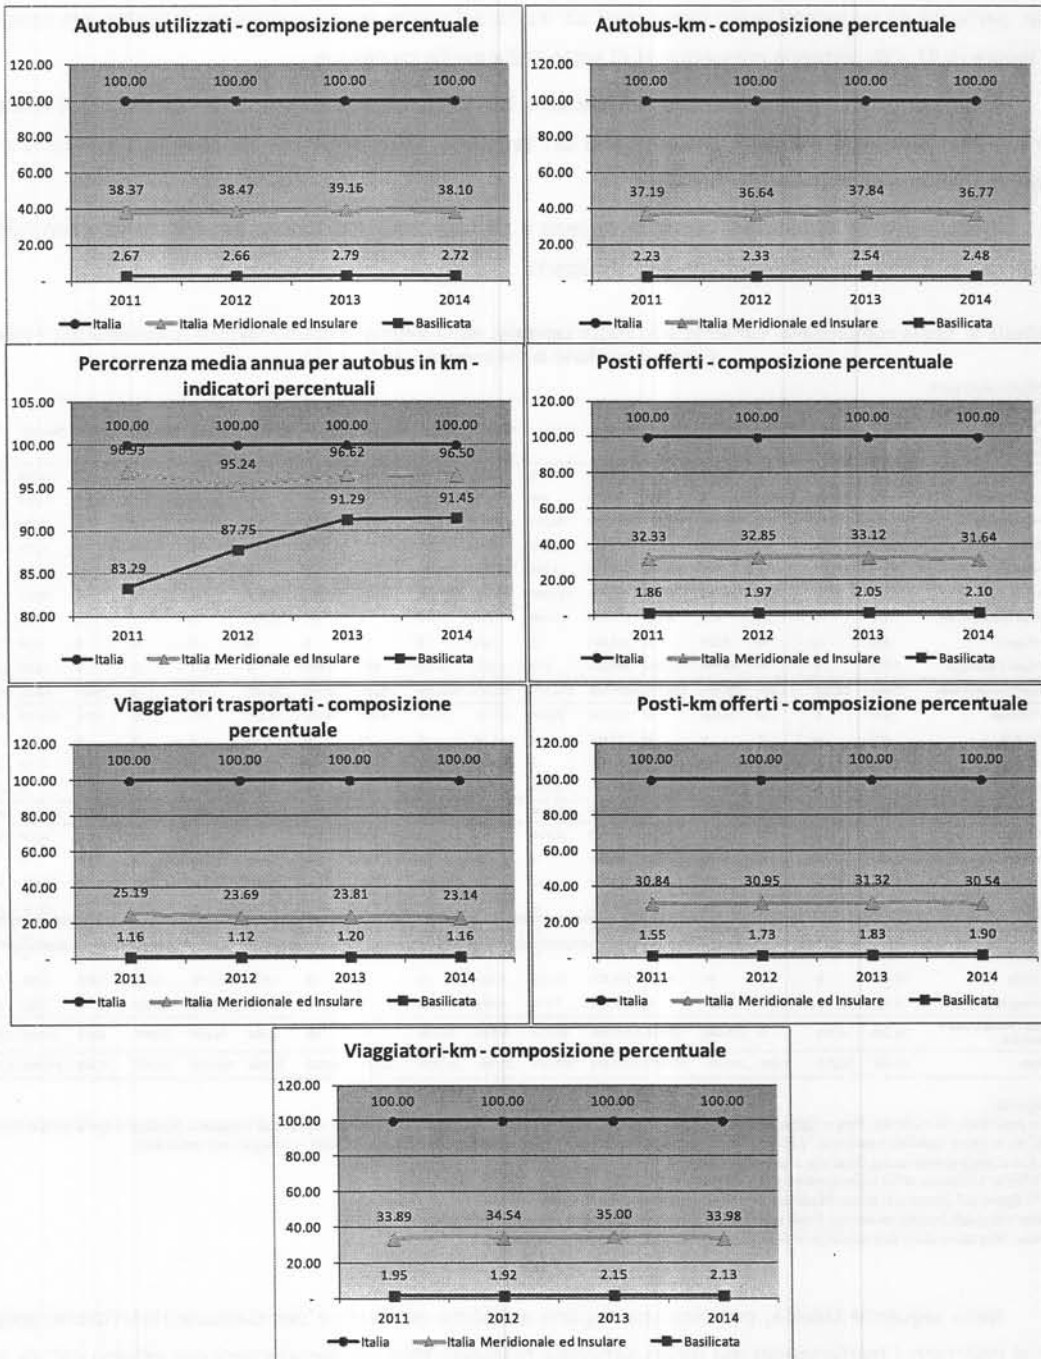 Autobus utilizzati - composizione percentuale
120.00
100.00
80.00
60.00
40.00
20.00
-
100.00 100.00 100.00 100.00
38.37 38.47 39.16 38.10
2.67 2.66 2.79 2.72
2011 2012 2013 2014
Italia Italia Meridionale ed Insulare Basilicata
Autobus-km - composizione percentuale
120.00
100.00
80.00
60.00
40.00
20.00
-
100.00 100.00 100.00 100.00
37.19 36.64 37.84 36.77
2.23 2.33 2.54 2.48
2011 2012 2013 2014
Italia Italia Meridionale ed Insulare Basilicata
Percorrenza media annua per autobus in km -
indicatori percentuali
105.00
100.00
95.00
90.00
85.00
80.00
100.00 100.00 100.00 100.00
96.93 95.24 96.62 96.50
83.29 87.75 91.29 91.45
2011 2012 2013 2014
Italia Italia Meridionale ed Insulare Basilicata
Posti offerti - composizione percentuale
120.00
100.00
80.00
60.00
40.00
20.00
-
100.00 100.00 100.00 100.00
32.33 32.85 33.12 31.64
1.86 1.97 2.05 2.10
2011 2012 2013 2014
Italia Italia Meridionale ed Insulare Basilicata
Viaggiatori trasportati - composizione
percentuale
120.00
100.00
80.00
60.00
40.00
20.00
-
100.00 100.00 100.00 100.00
25.19 23.69 23.81 23.14
1.16 1.12 1.20 1.16
2011 2012 2013 2014
Italia Italia Meridionale ed Insulare Basilicata
Posti-km offerti - composizione percentuale
120.00
100.00
80.00
60.00
40.00
20.00
-
100.00 100.00 100.00 100.00
30.84 30.95 31.32 30.54
1.55 1.73 1.83 1.90
2011 2012 2013 2014
Italia Italia Meridionale ed Insulare Basilicata
Viaggiatori-km - composizione percentuale
120.00
100.00
80.00
60.00
40.00
20.00
-
100.00 100.00 100.00 100.00
33.89 34.54 35.00 33.98
1.95 1.92 2.15 2.13
2011 2012 2013 2014
Italia Italia Meridionale ed Insulare Basilicata